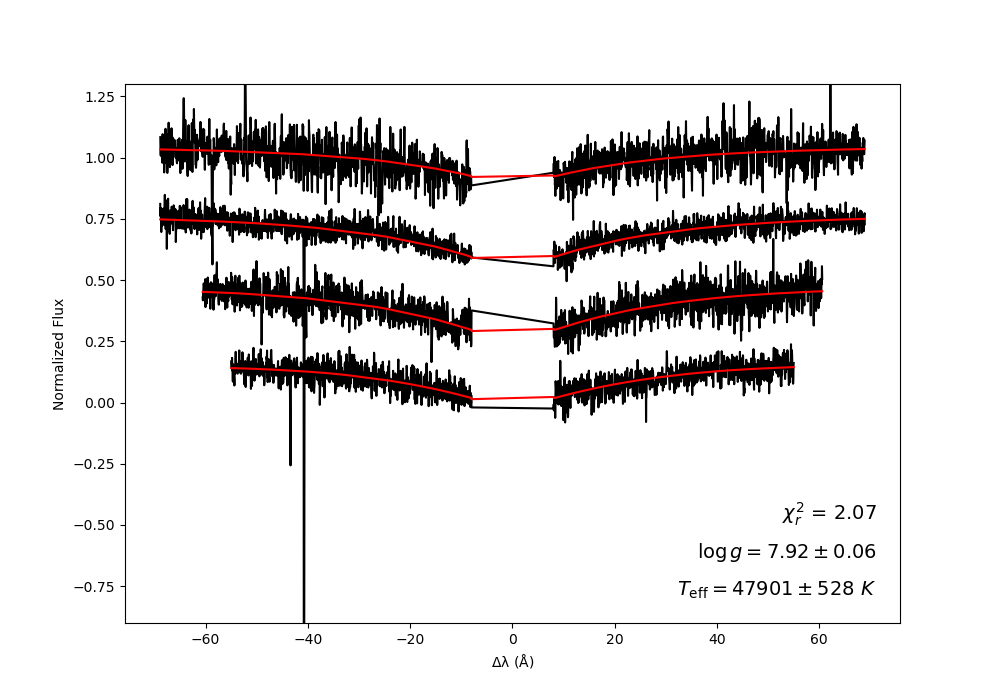 1.25
1.00
0.75
0.50
0.25
0.00
−0.25
−0.50
−0.75
Normalized Flux
χ²ᵣ = 2.07
log g = 7.92 ± 0.06
T_eff = 47901 ± 528 K
−60 −40 −20 0 20 40 60
Δλ (Å)